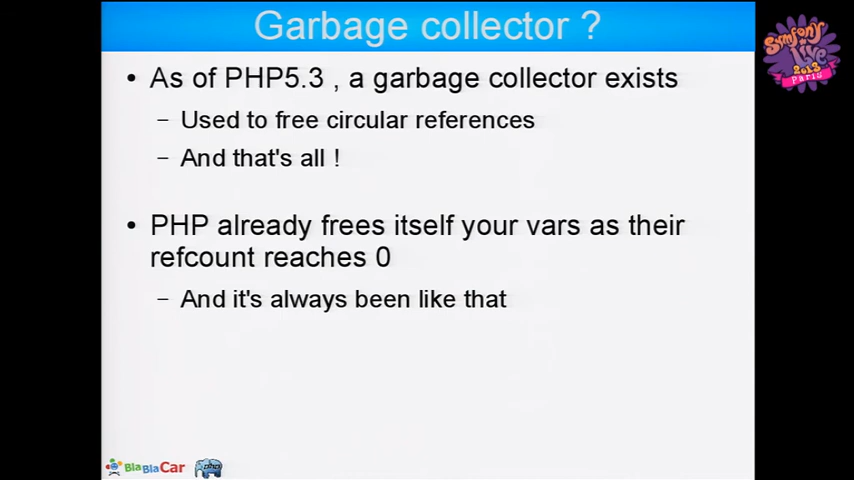 Garbage collector ?
Symfony
Live
2013
Paris
• As of PHP5.3 , a garbage collector exists
– Used to free circular references
– And that's all !
• PHP already frees itself your vars as their
refcount reaches 0
– And it's always been like that
BlaBlaCar
php